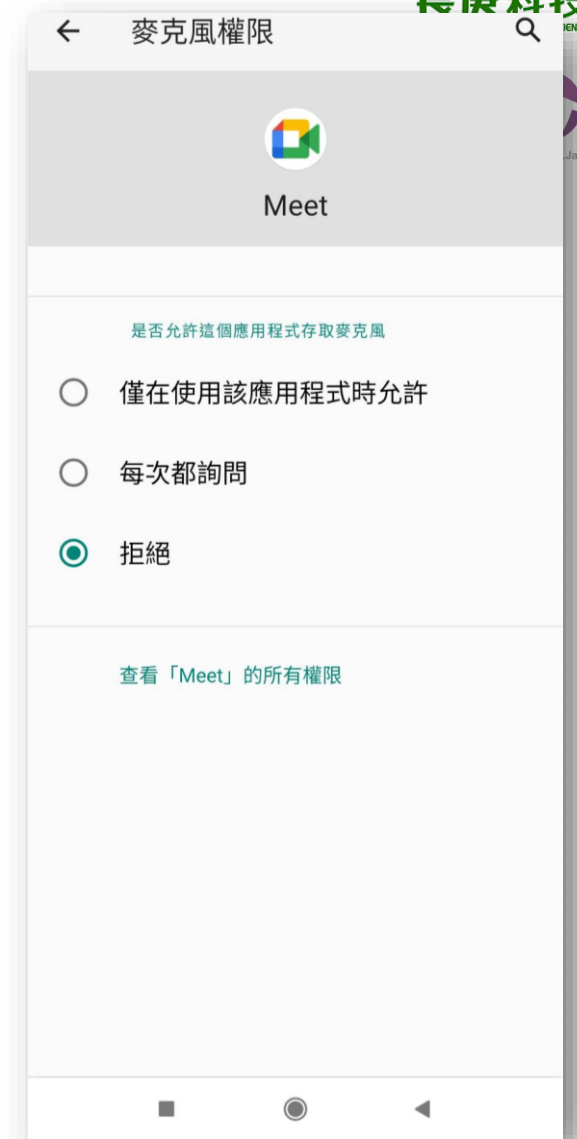 麥克風權限
Meet
是否允許這個應用程式存取麥克風
僅在使用該應用程式時允許
每次都詢問
拒絕
查看「Meet」的所有權限